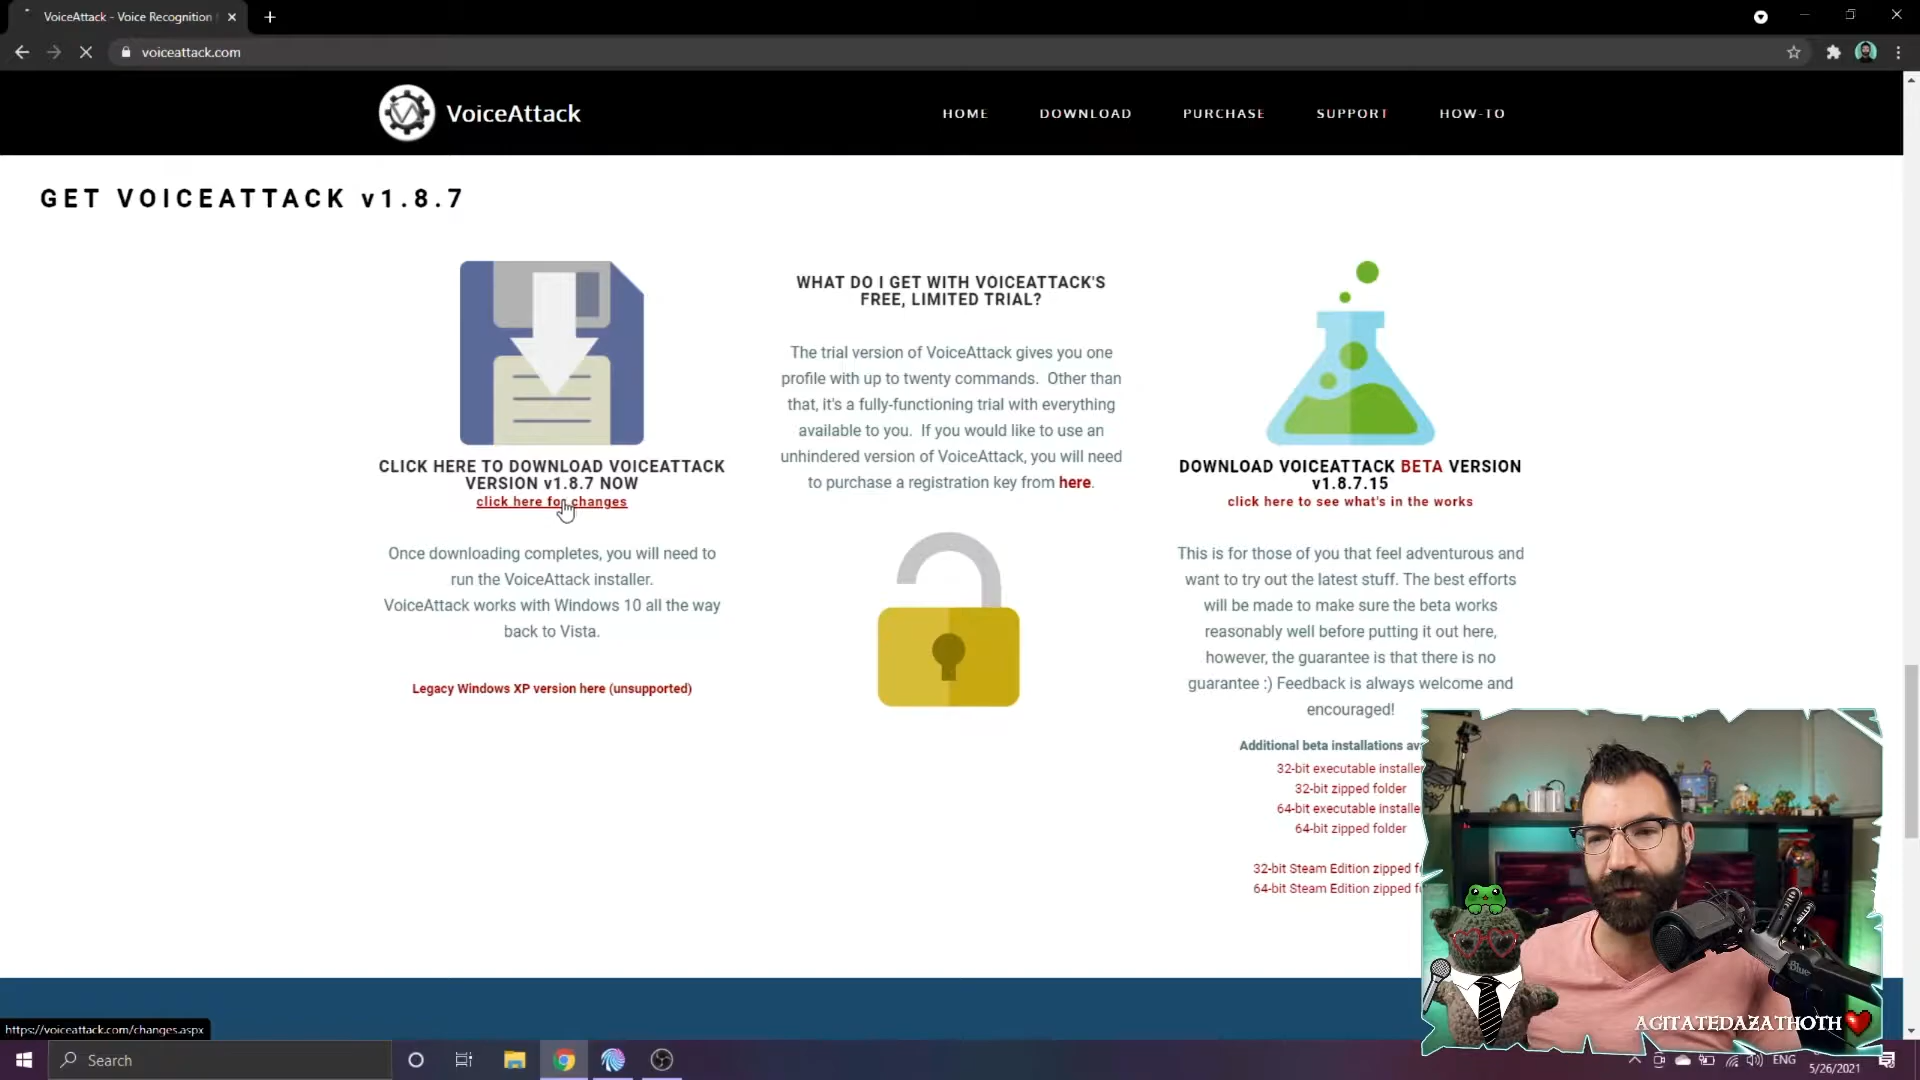 VoiceAttack - Voice Recognition
voiceattack.com
VoiceAttack
HOME
DOWNLOAD
PURCHASE
SUPPORT
HOW-TO
GET VOICEATTACK v1.8.7
CLICK HERE TO DOWNLOAD VOICEATTACK
VERSION v1.8.7 NOW
click here for changes
Once downloading completes, you will need to
run the VoiceAttack installer.
VoiceAttack works with Windows 10 all the way
back to Vista.
Legacy Windows XP version here (unsupported)
WHAT DO I GET WITH VOICEATTACK'S
FREE, LIMITED TRIAL?
The trial version of VoiceAttack gives you one
profile with up to twenty commands. Other than
that, it's a fully-functioning trial with everything
available to you. If you would like to use an
unhindered version of VoiceAttack, you will need
to purchase a registration key from here.
DOWNLOAD VOICEATTACK BETA VERSION
v1.8.7.15
click here to see what's in the works
This is for those of you that feel adventurous and
want to try out the latest stuff. The best efforts
will be made to make sure the beta works
reasonably well before putting it out here,
however, the guarantee is that there is no
guarantee :) Feedback is always welcome and
encouraged!
Additional beta installations
32-bit executable installer
32-bit zipped folder
64-bit executable installe
64-bit zipped folder
32-bit Steam Edition zipped
64-bit Steam Edition zipped
Blue
AGITATEDAZATHOTH
https://voiceattack.com/changes.aspx
Search
ENG
5/26/2021